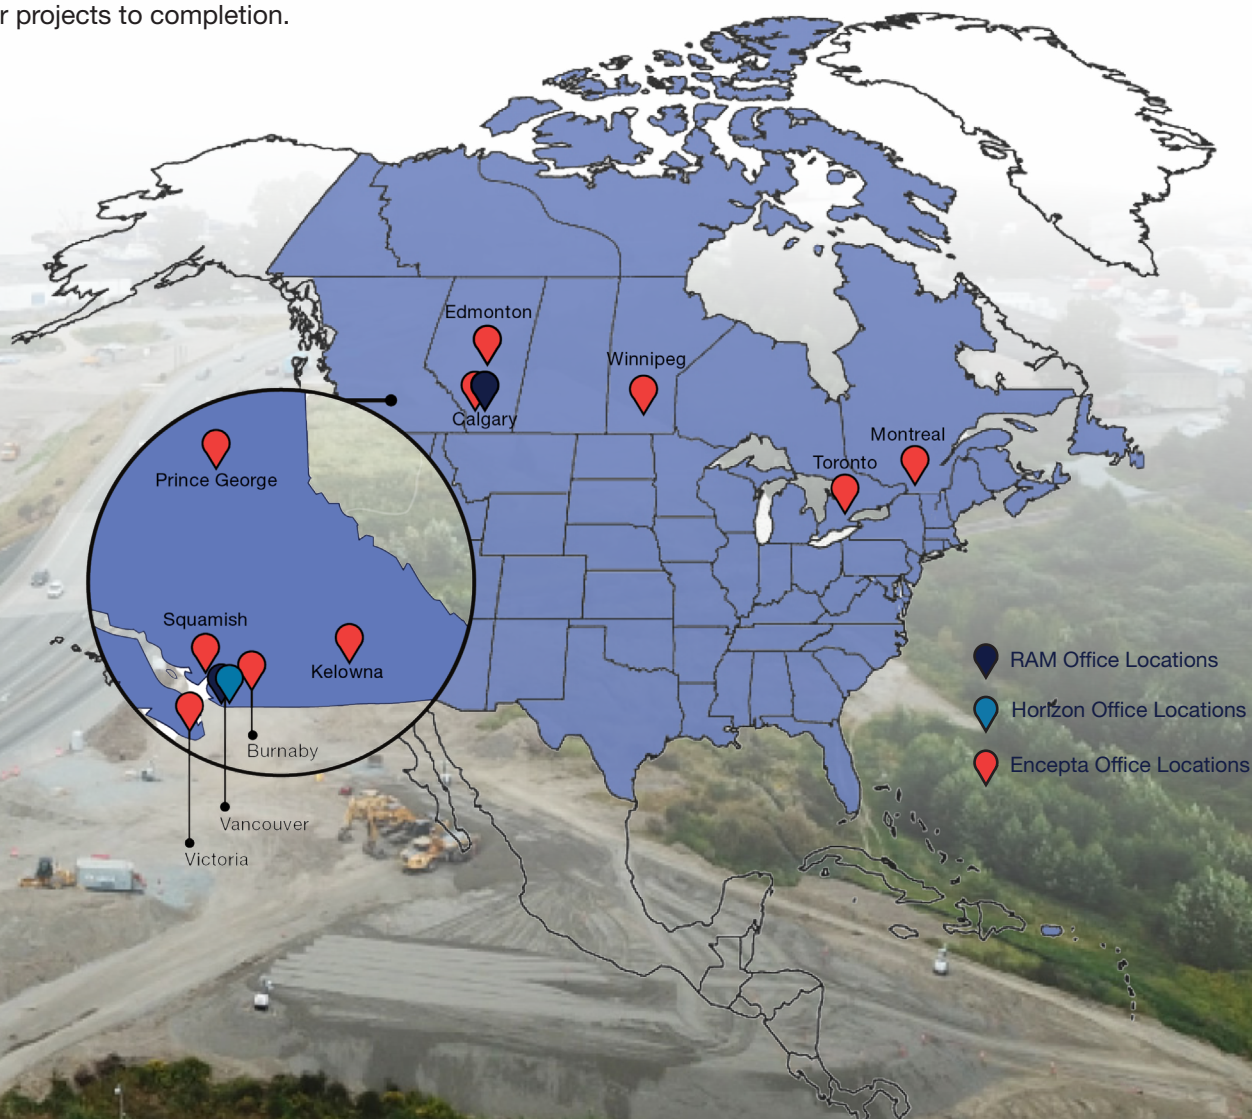 r projects to completion.
Edmonton
Winnipeg
Calgary
Montreal
Toronto
Prince George
Squamish
Kelowna
Burnaby
Vancouver
Victoria
RAM Office Locations
Horizon Office Locations
Encepta Office Locations